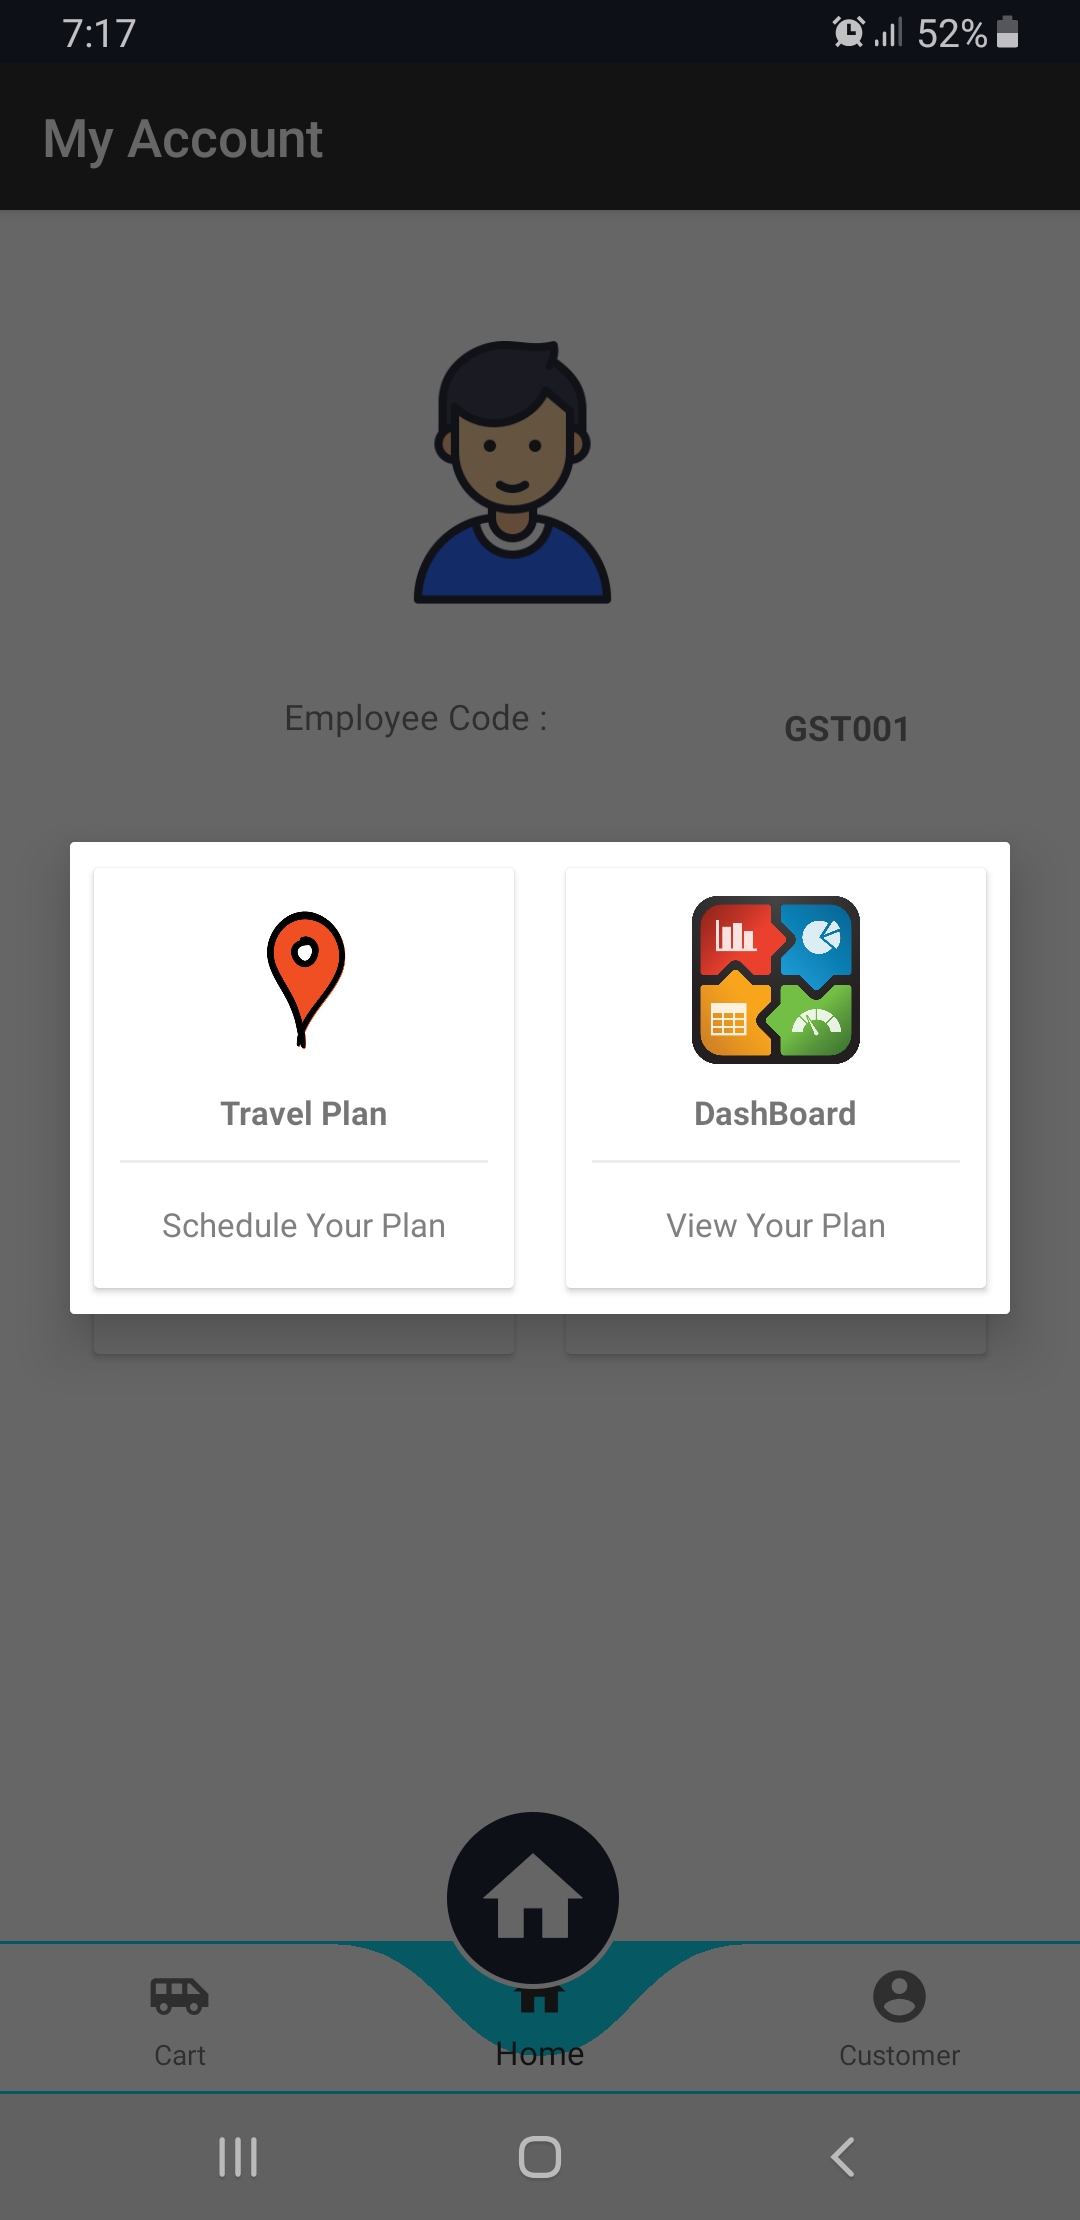 7:17
52%
My Account
Employee Code :
GST001
Travel Plan
DashBoard
Schedule Your Plan
View Your Plan
Cart
Home
Customer